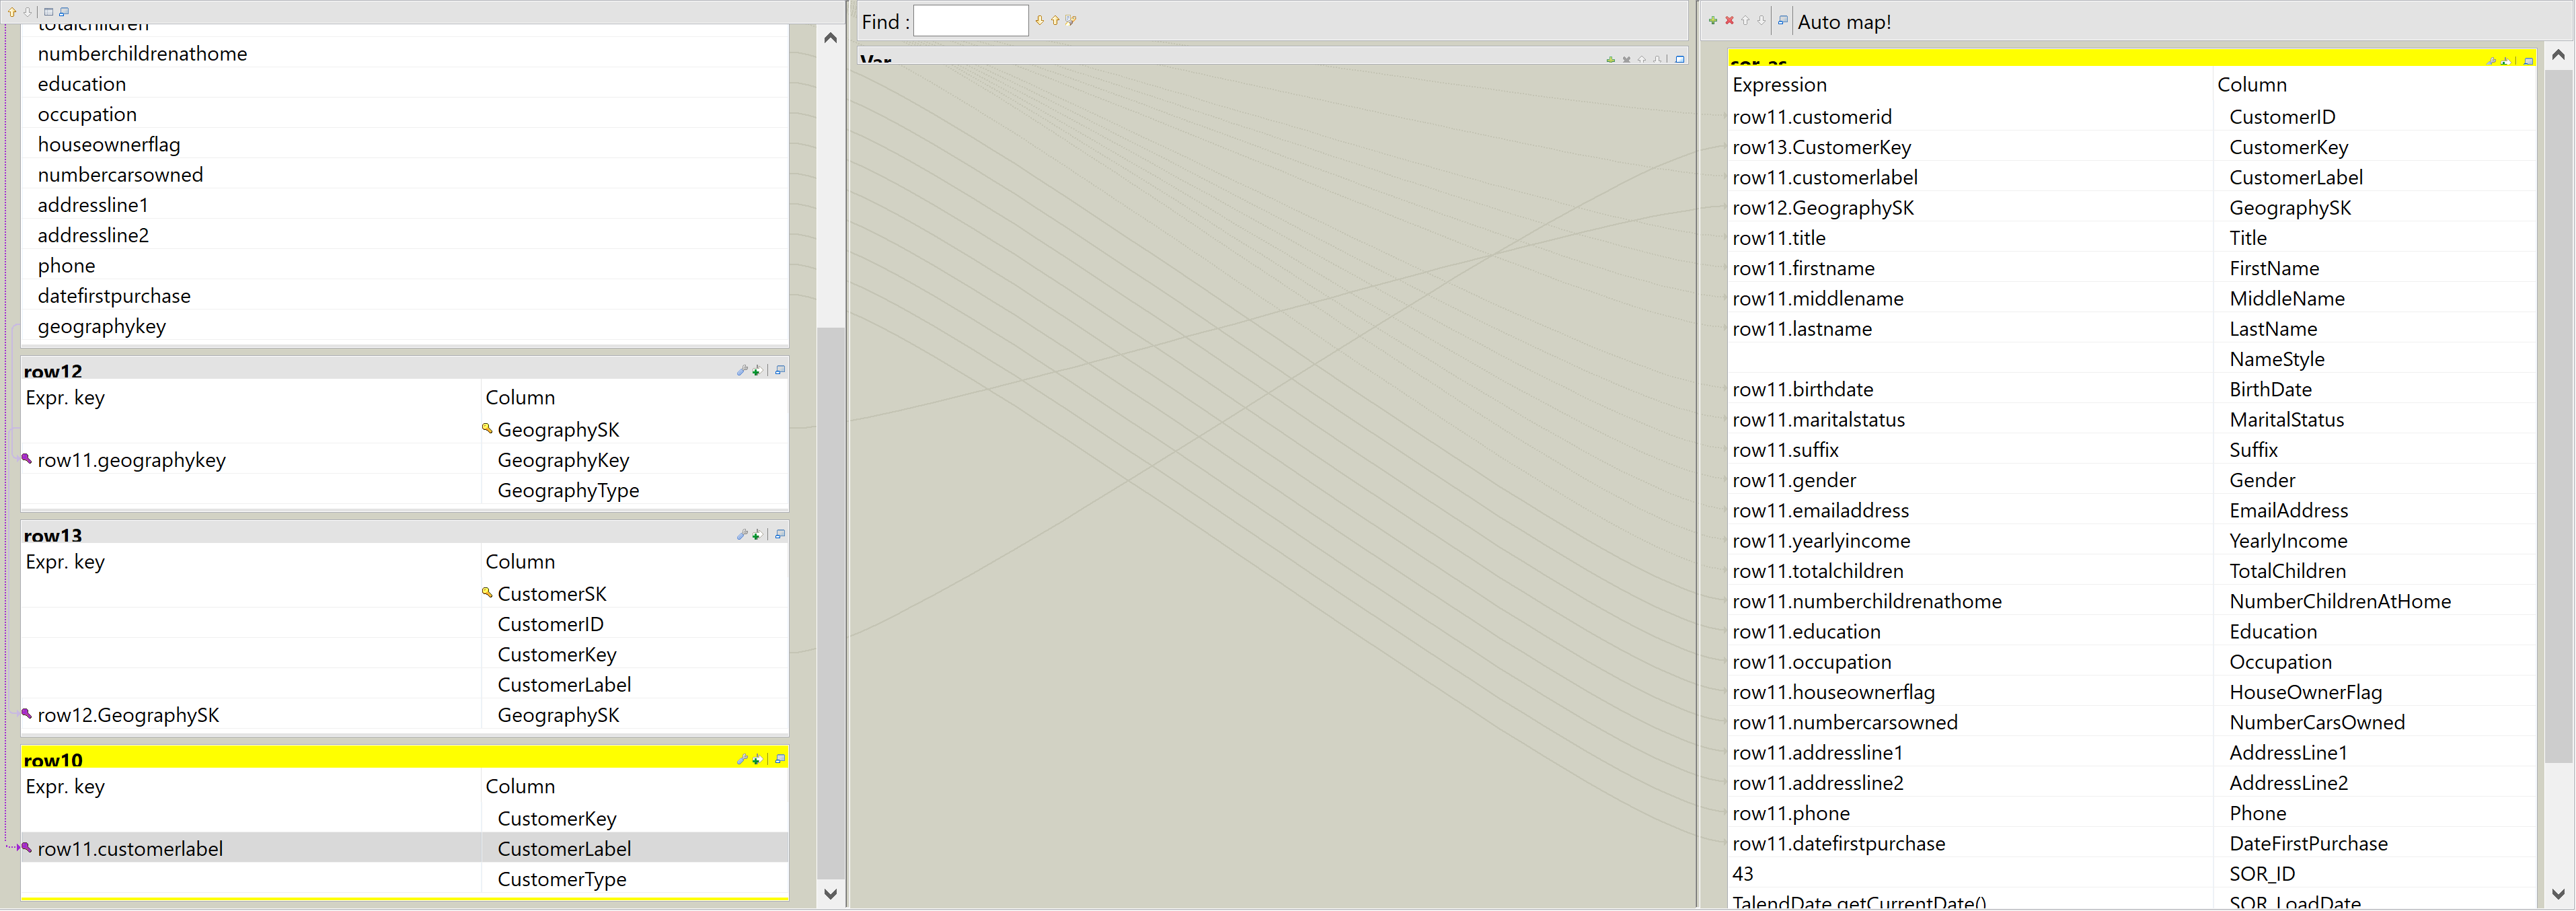 totalchildren
numberchildrenathome
education
occupation
houseownerflag
numbercarsowned
addressline1
addressline2
phone
datefirstpurchase
geographykey
row12
Expr. key Column
GeographySK
row11.geographykey GeographyKey
GeographyType
row13
Expr. key Column
CustomerSK
CustomerID
CustomerKey
CustomerLabel
row12.GeographySK GeographySK
row10
Expr. key Column
CustomerKey
row11.customerlabel CustomerLabel
CustomerType
Find :
Var
Auto map!
sor_as
Expression Column
row11.customerid CustomerID
row13.CustomerKey CustomerKey
row11.customerlabel CustomerLabel
row12.GeographySK GeographySK
row11.title Title
row11.firstname FirstName
row11.middlename MiddleName
row11.lastname LastName
NameStyle
row11.birthdate BirthDate
row11.maritalstatus MaritalStatus
row11.suffix Suffix
row11.gender Gender
row11.emailaddress EmailAddress
row11.yearlyincome YearlyIncome
row11.totalchildren TotalChildren
row11.numberchildrenathome NumberChildrenAtHome
row11.education Education
row11.occupation Occupation
row11.houseownerflag HouseOwnerFlag
row11.numbercarsowned NumberCarsOwned
row11.addressline1 AddressLine1
row11.addressline2 AddressLine2
row11.phone Phone
row11.datefirstpurchase DateFirstPurchase
43 SOR_ID
TalendDate.getCurrentDate() SOR_LoadDate